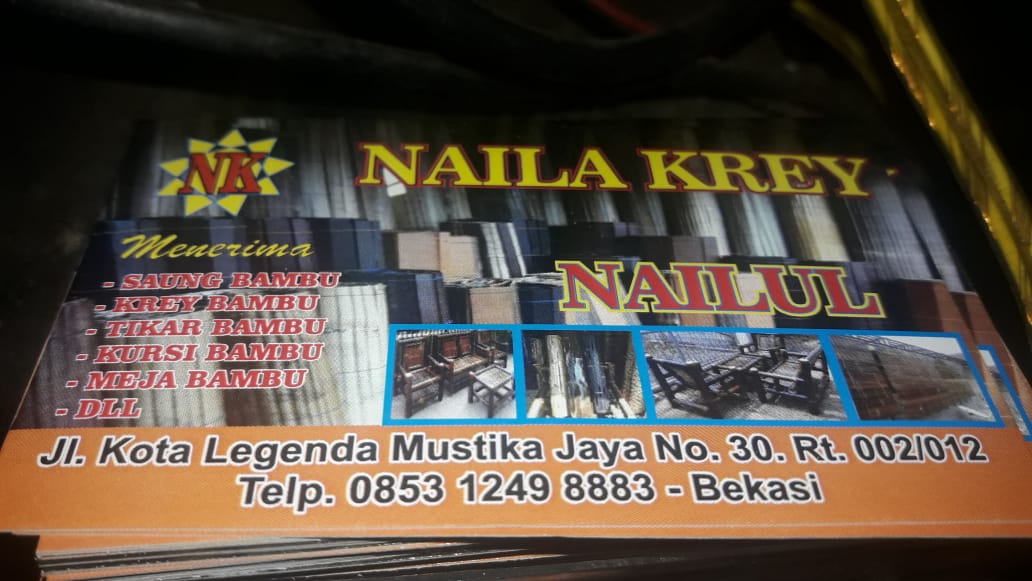 NK
NAILA KREY
NAILUL
Menerima
- SAUNG BAMBU
- KREY BAMBU
- TIKAR BAMBU
- KURSI BAMBU
- MEJA BAMBU
- DLL
Jl. Kota Legenda Mustika Jaya No. 30. Rt. 002/012
Telp. 0853 1249 8883 - Bekasi